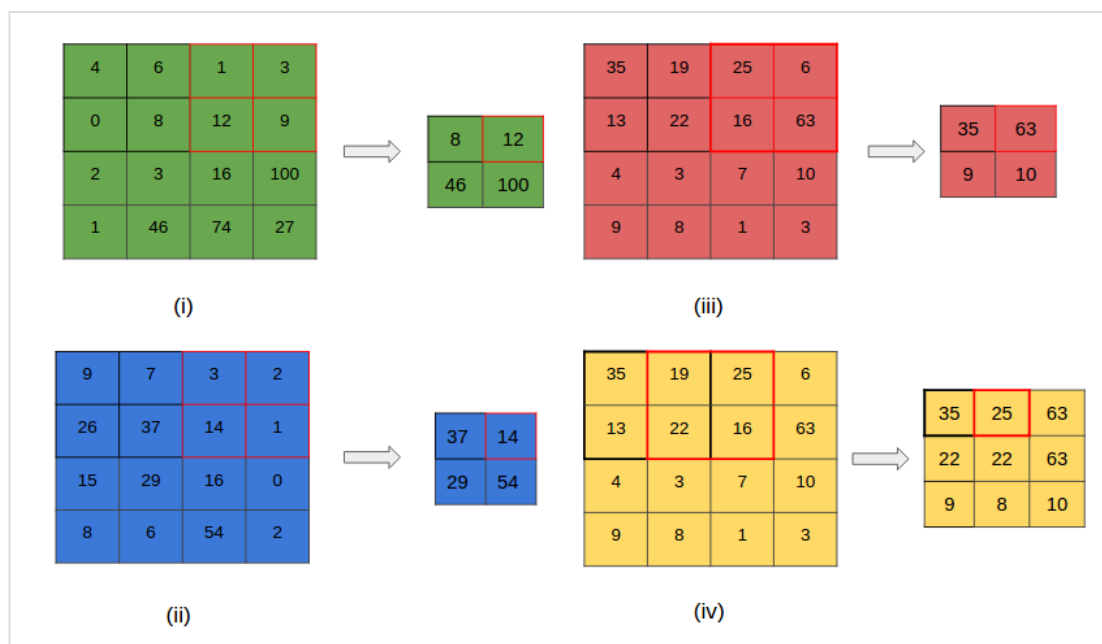 4 6 1 3
0 8 12 9
2 3 16 100
1 46 74 27
8 12
46 100
(i)
35 19 25 6
13 22 16 63
4 3 7 10
9 8 1 3
35 63
9 10
(iii)
9 7 3 2
26 37 14 1
15 29 16 0
8 6 54 2
37 14
29 54
(ii)
35 19 25 6
13 22 16 63
4 3 7 10
9 8 1 3
35 25 63
22 22 63
9 8 10
(iv)